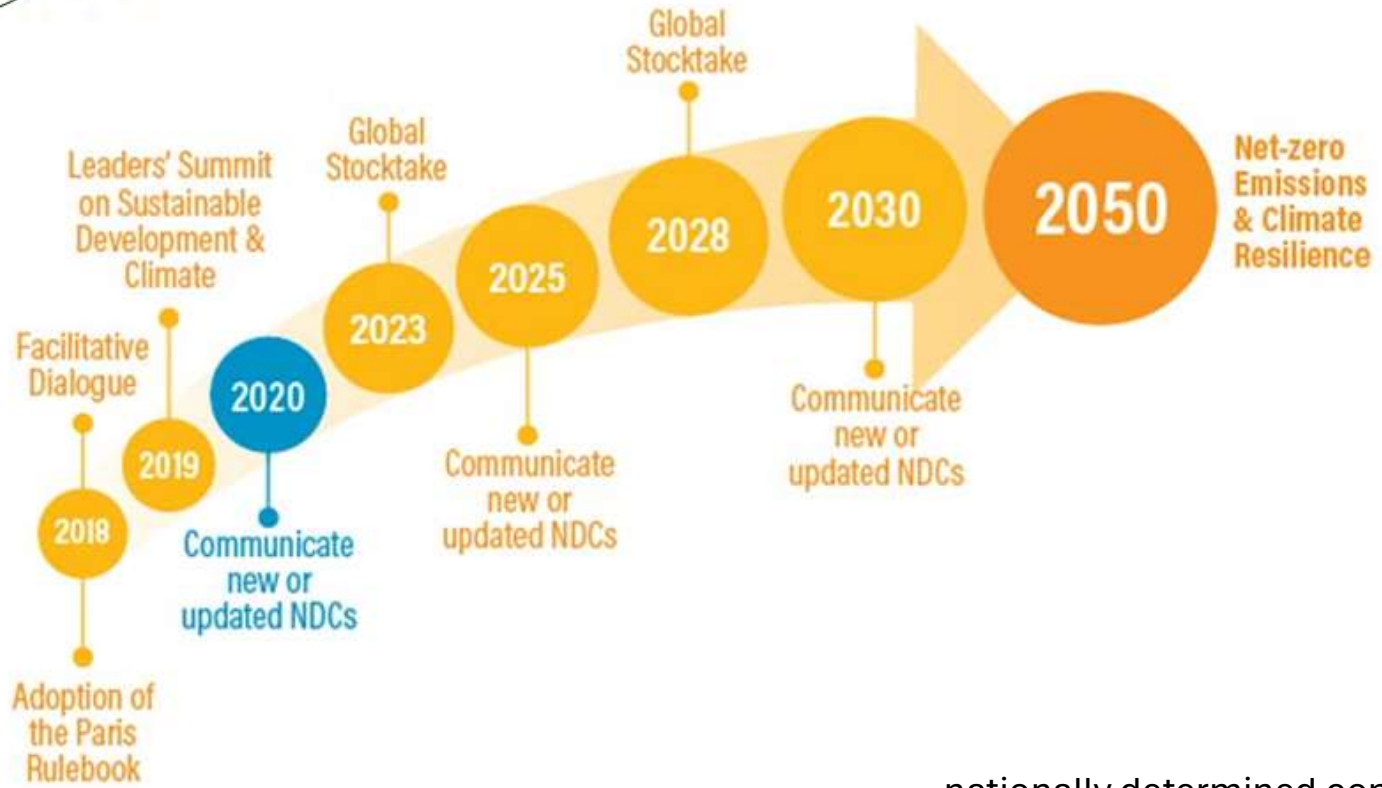 Facilitative
Dialogue
2018
Adoption of
the Paris
Rulebook
Leaders' Summit
on Sustainable
Development &
Climate
2019
2020
Communicate
new or
updated NDCs
Global
Stocktake
2023
2025
Communicate
new or
updated NDCs
Global
Stocktake
2028
2030
Communicate
new or
updated NDCs
2050
Net-zero
Emissions
& Climate
Resilience
nationally determined